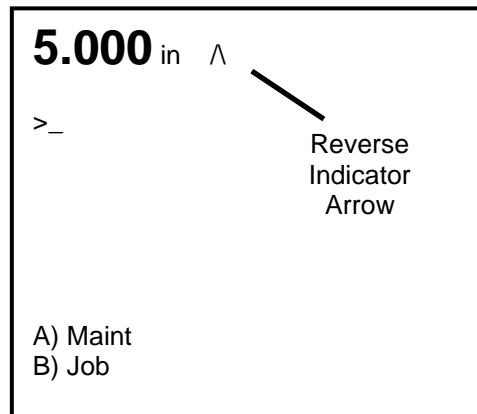 5.000 in /\
>_
Reverse
Indicator
Arrow
A) Maint
B) Job